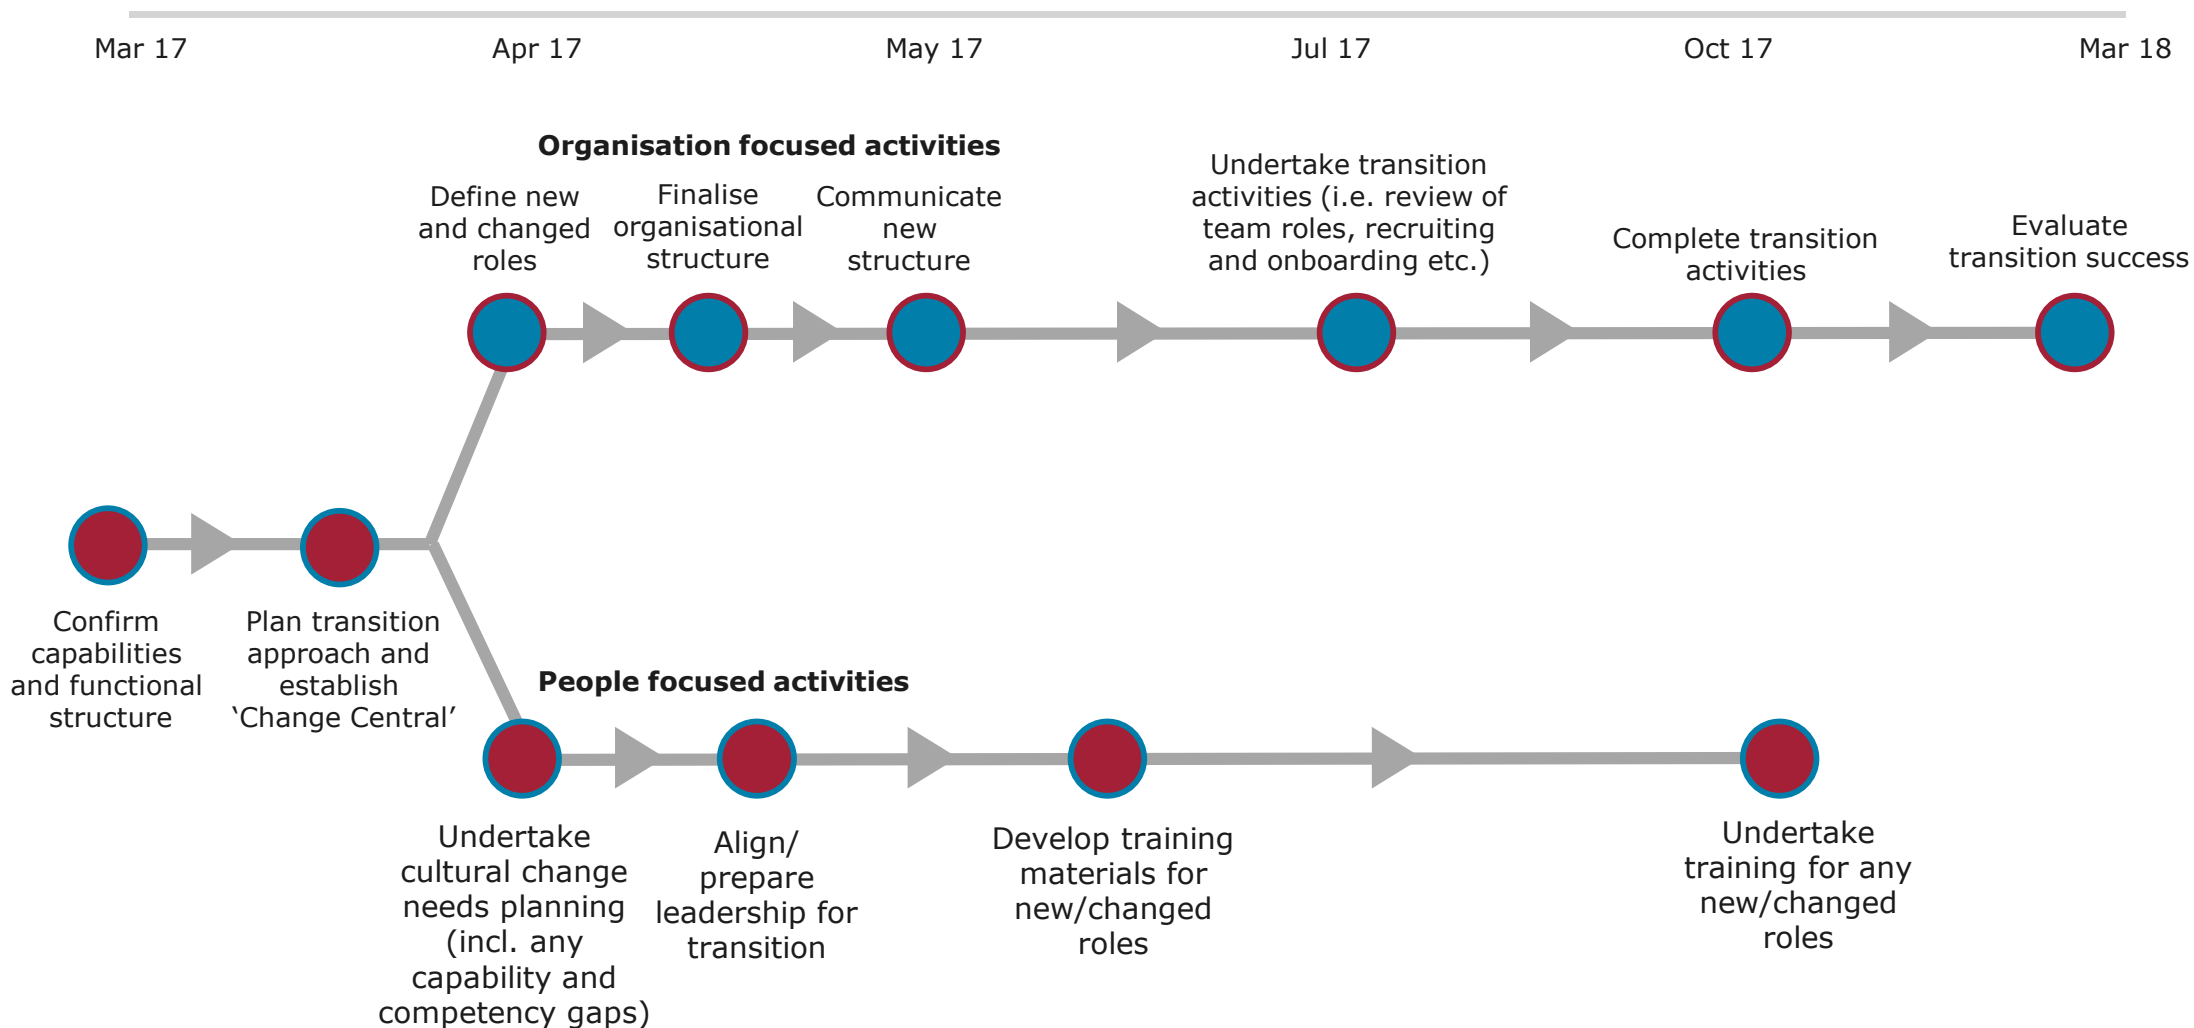 Mar 17
Apr 17
May 17
Jul 17
Oct 17
Mar 18
Organisation focused activities
Define new
and changed
roles
Finalise
organisational
structure
Communicate
new
structure
Undertake transition
activities (i.e. review of
team roles, recruiting
and onboarding etc.)
Complete transition
activities
Evaluate
transition success
Confirm
capabilities
and functional
structure
Plan transition
approach and
establish
‘Change Central’
People focused activities
Undertake
cultural change
needs planning
(incl. any
capability and
competency gaps)
Align/
prepare
leadership for
transition
Develop training
materials for
new/changed
roles
Undertake
training for any
new/changed
roles